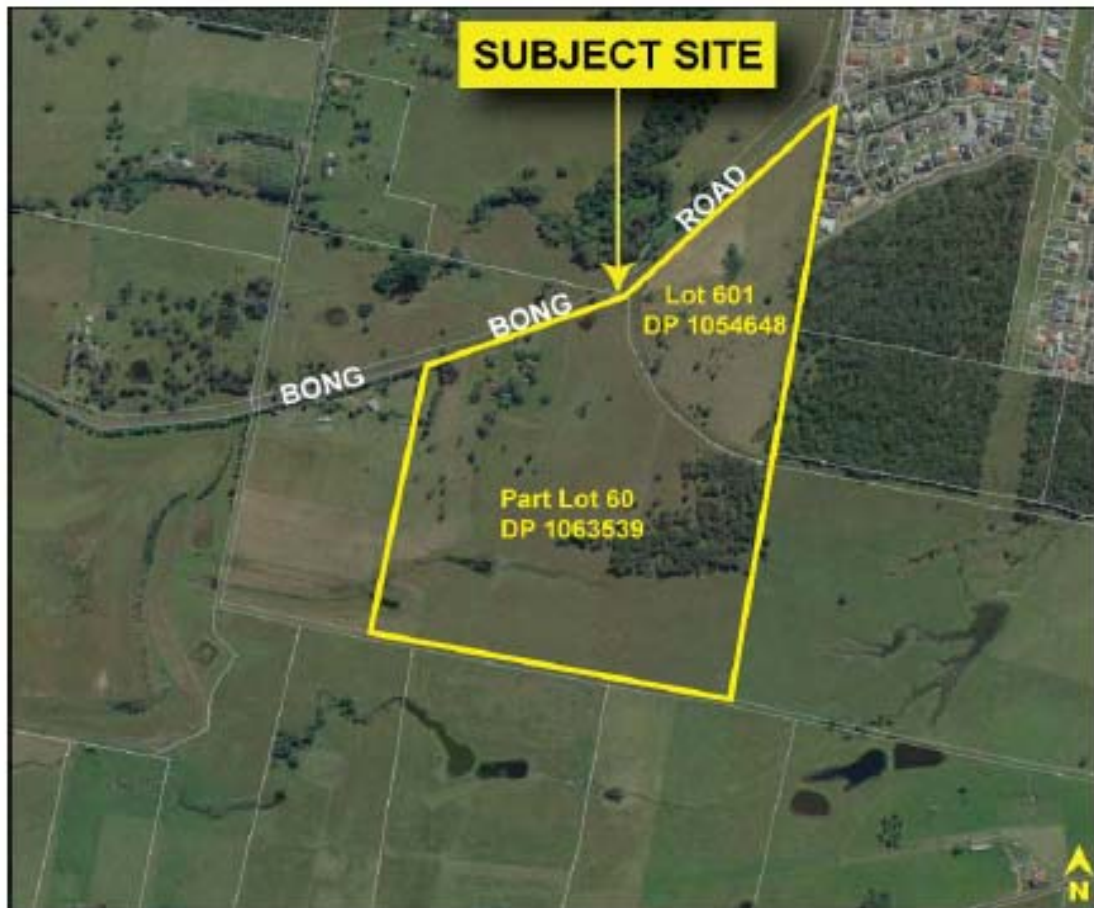 SUBJECT SITE
ROAD
BONG
BONG
Lot 601
DP 1054648
Part Lot 60
DP 1063539
N